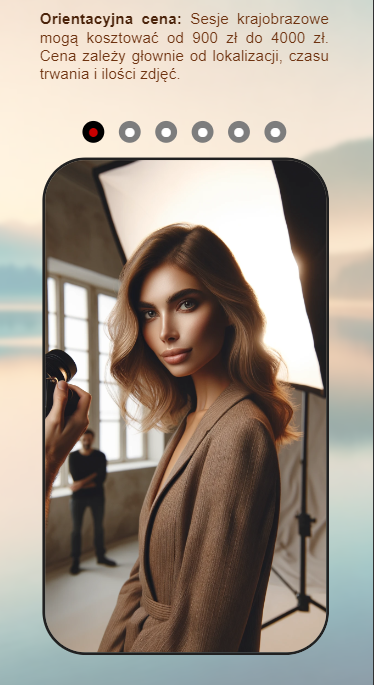 Orientacyjna cena: Sesje krajobrazowe
mogą kosztować od 900 zł do 4000 zł.
Cena zależy głownie od lokalizacji, czasu
trwania i ilości zdjęć.